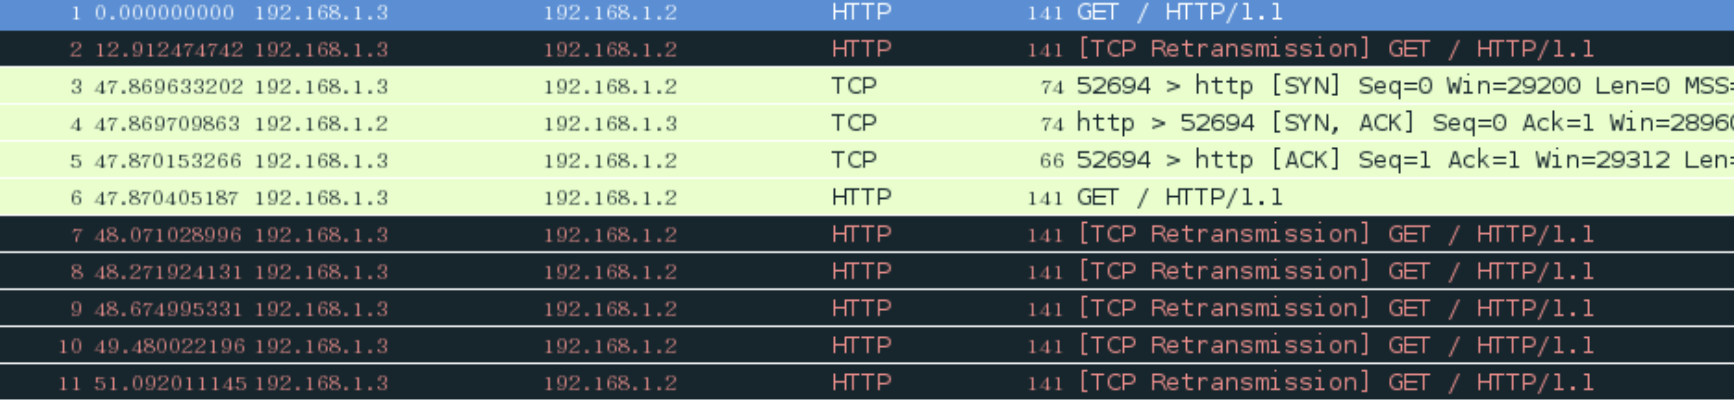 1 0.000000000 192.168.1.3 192.168.1.2 HTTP 141 GET / HTTP/1.1
2 12.912474742 192.168.1.3 192.168.1.2 HTTP 141 [TCP Retransmission] GET / HTTP/1.1
3 47.869633202 192.168.1.3 192.168.1.2 TCP 74 52694 > http [SYN] Seq=0 Win=29200 Len=0 MSS=
4 47.869709863 192.168.1.2 192.168.1.3 TCP 74 http > 52694 [SYN, ACK] Seq=0 Ack=1 Win=28960
5 47.870153266 192.168.1.3 192.168.1.2 TCP 66 52694 > http [ACK] Seq=1 Ack=1 Win=29312 Len=
6 47.870405187 192.168.1.3 192.168.1.2 HTTP 141 GET / HTTP/1.1
7 48.071028996 192.168.1.3 192.168.1.2 HTTP 141 [TCP Retransmission] GET / HTTP/1.1
8 48.271924131 192.168.1.3 192.168.1.2 HTTP 141 [TCP Retransmission] GET / HTTP/1.1
9 48.674995331 192.168.1.3 192.168.1.2 HTTP 141 [TCP Retransmission] GET / HTTP/1.1
10 49.480022196 192.168.1.3 192.168.1.2 HTTP 141 [TCP Retransmission] GET / HTTP/1.1
11 51.092011145 192.168.1.3 192.168.1.2 HTTP 141 [TCP Retransmission] GET / HTTP/1.1